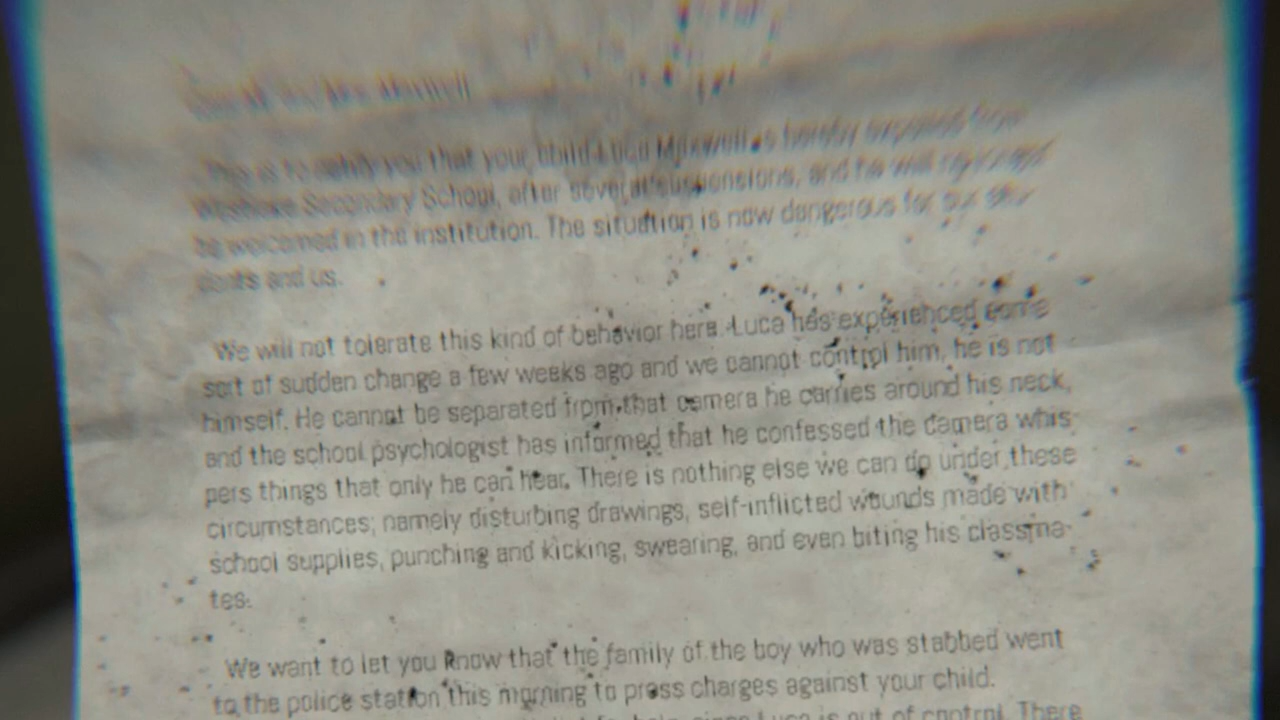 Maxwell
This is to notify you that your child Luca Maxwell is hereby expelled from
Secondary School, after several suspensions, and he will
be welcomed in the institution. The situation is now dangerous for our stu-
dents and us.
We will not tolerate this kind of behavior here. Luca has experienced some
sort of sudden change a few weeks ago and we cannot control him, he is not
himself. He cannot be separated from that camera he carries around his neck,
and the school psychologist has informed that he confessed the camera whis-
pers things that only he can hear. There is nothing else we can do under these
circumstances; namely disturbing drawings, self-inflicted wounds made with
school supplies, punching and kicking, swearing, and even biting his classma-
tes.
We want to let you know that the family of the boy who was stabbed went
to the police station this morning to press charges against your child.
since Luca is out of control. There